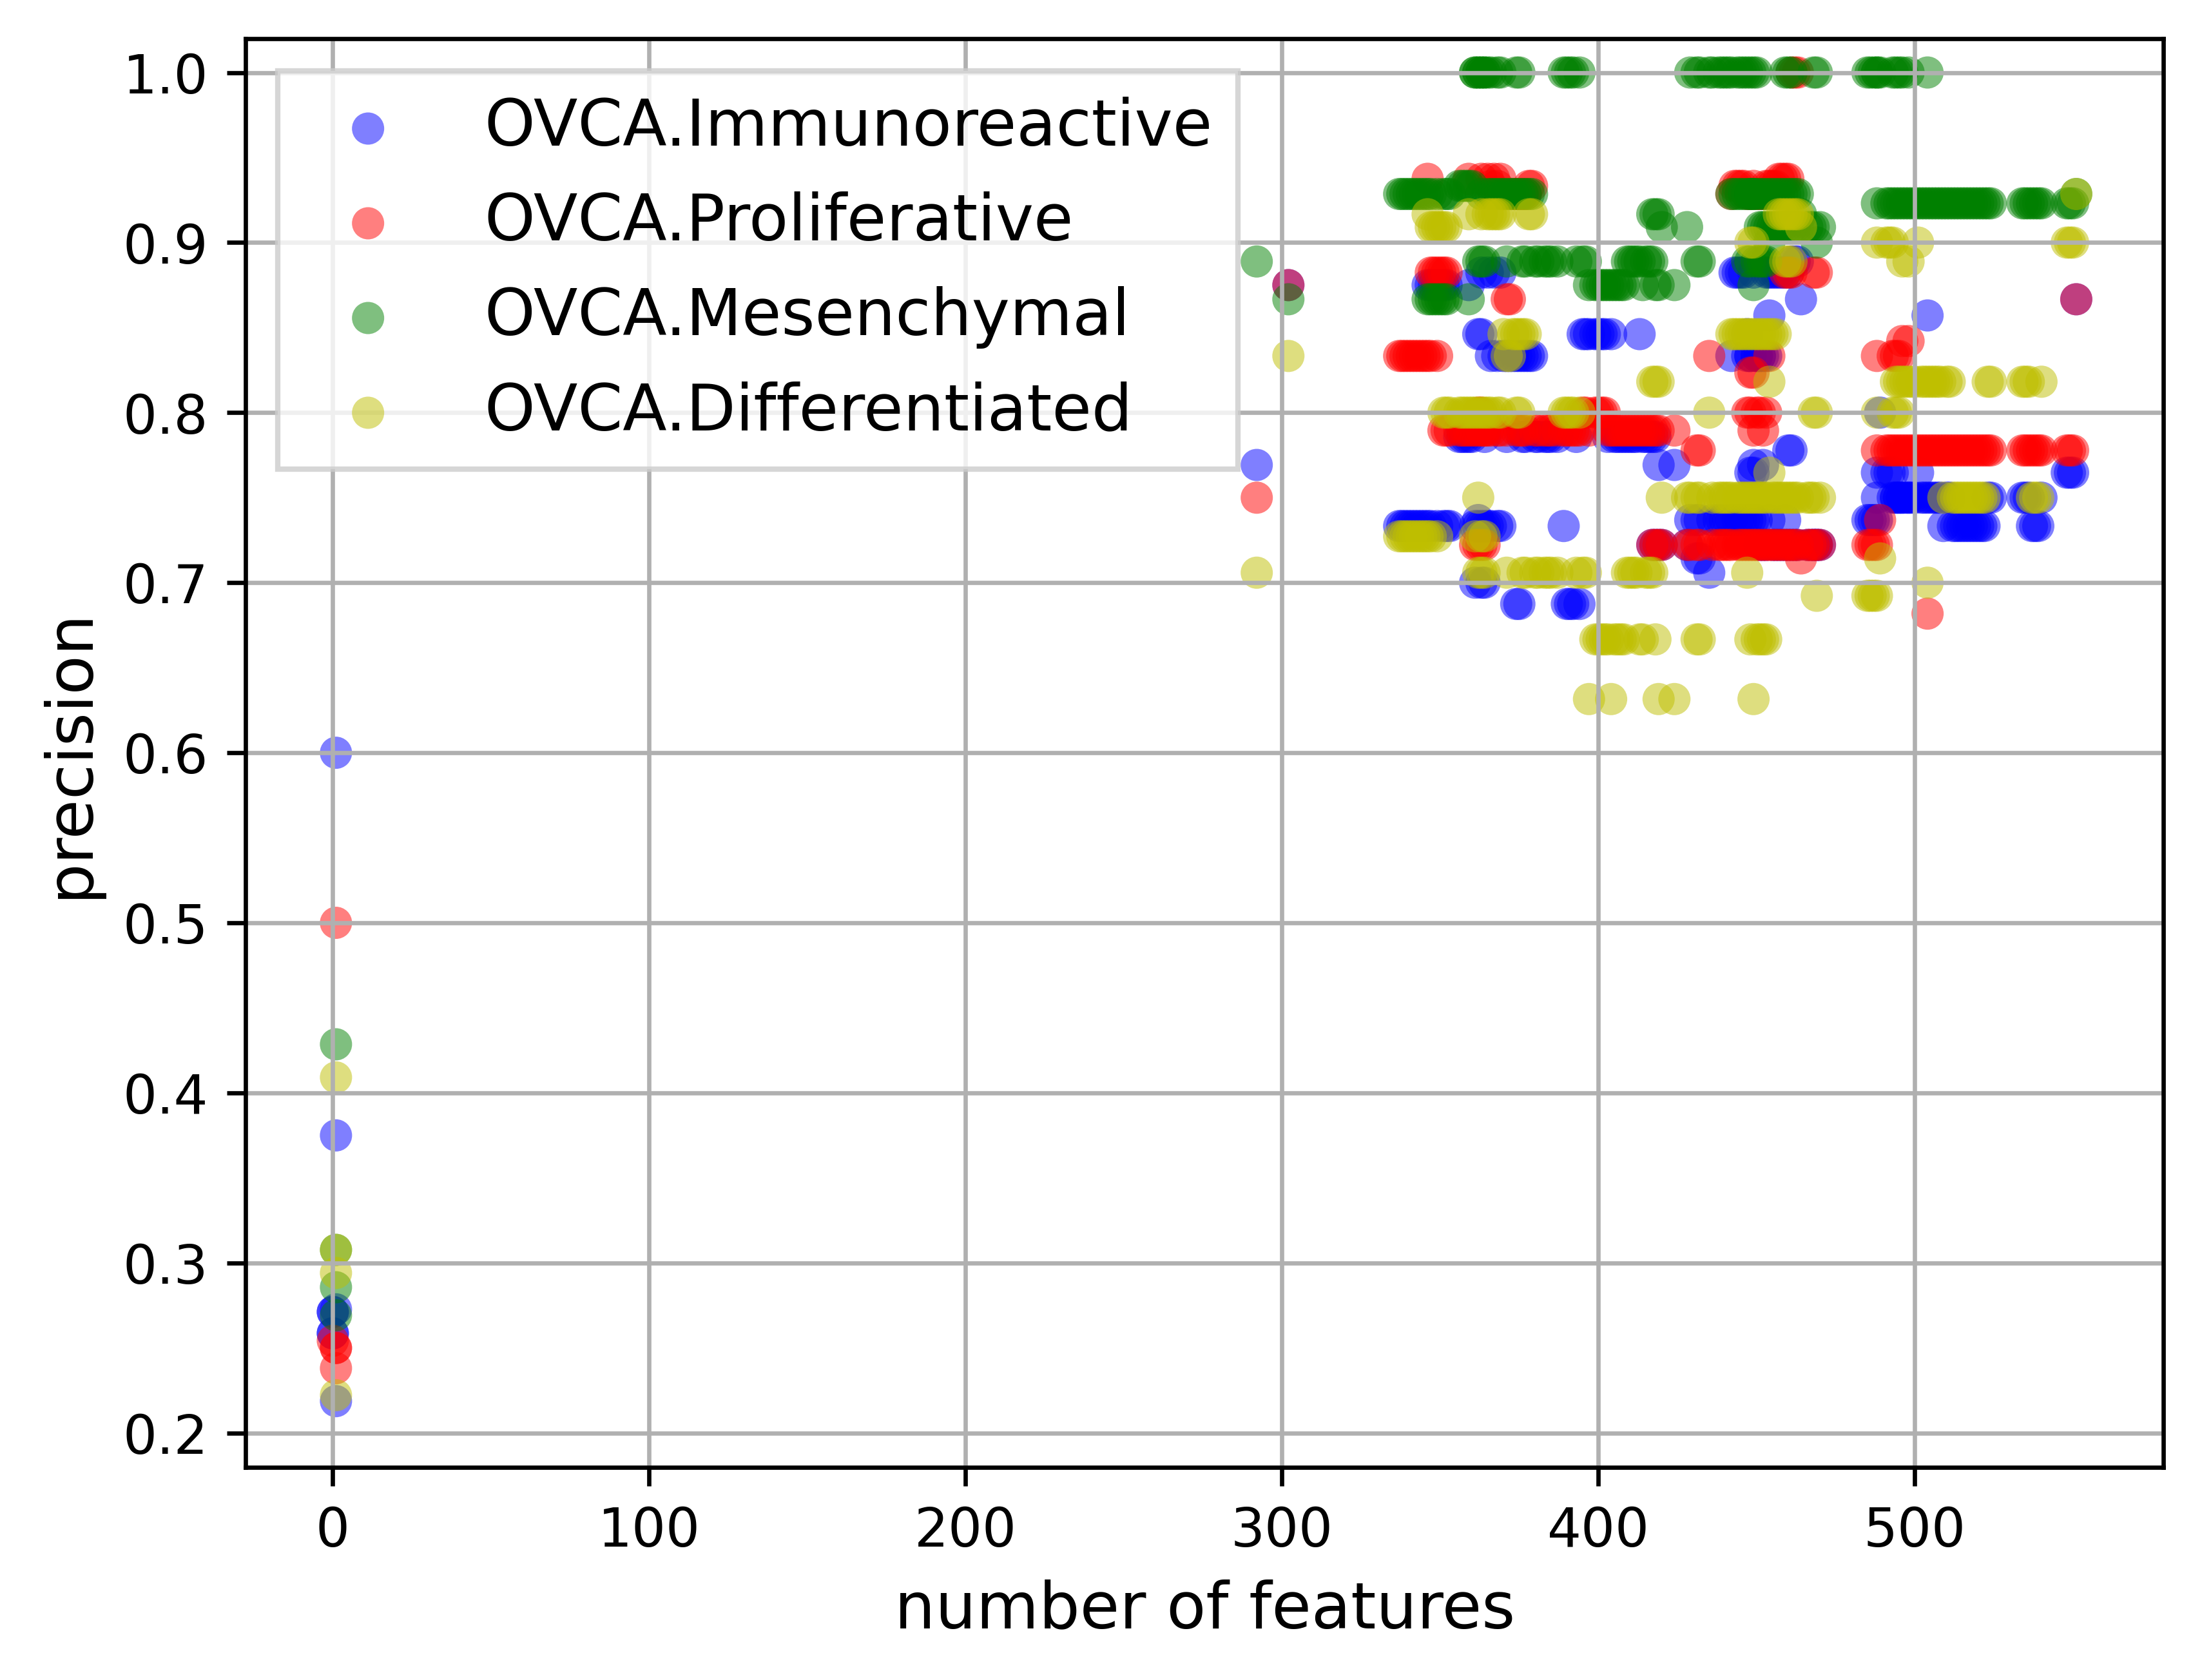 OVCA.Immunoreactive
OVCA.Proliferative
OVCA.Mesenchymal
OVCA.Differentiated
precision
1.0
0.9
0.8
0.7
0.6
0.5
0.4
0.3
0.2
0 100 200 300 400 500
number of features